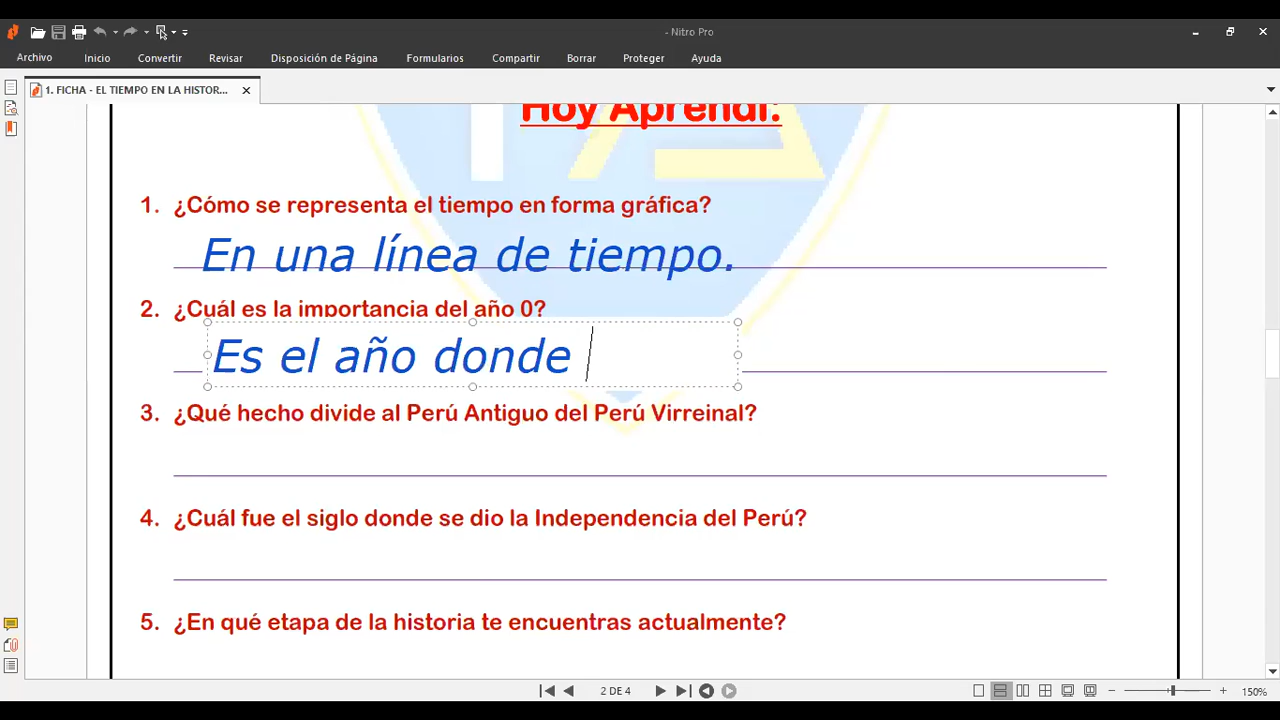 - Nitro Pro
Archivo Inicio Convertir Revisar Disposición de Página Formularios Compartir Borrar Proteger Ayuda
1. FICHA - EL TIEMPO EN LA HISTOR...
Hoy Aprendí:
1. ¿Cómo se representa el tiempo en forma gráfica?
En una línea de tiempo.
2. ¿Cuál es la importancia del año 0?
Es el año donde
3. ¿Qué hecho divide al Perú Antiguo del Perú Virreinal?
4. ¿Cuál fue el siglo donde se dio la Independencia del Perú?
5. ¿En qué etapa de la historia te encuentras actualmente?
2 DE 4
150%